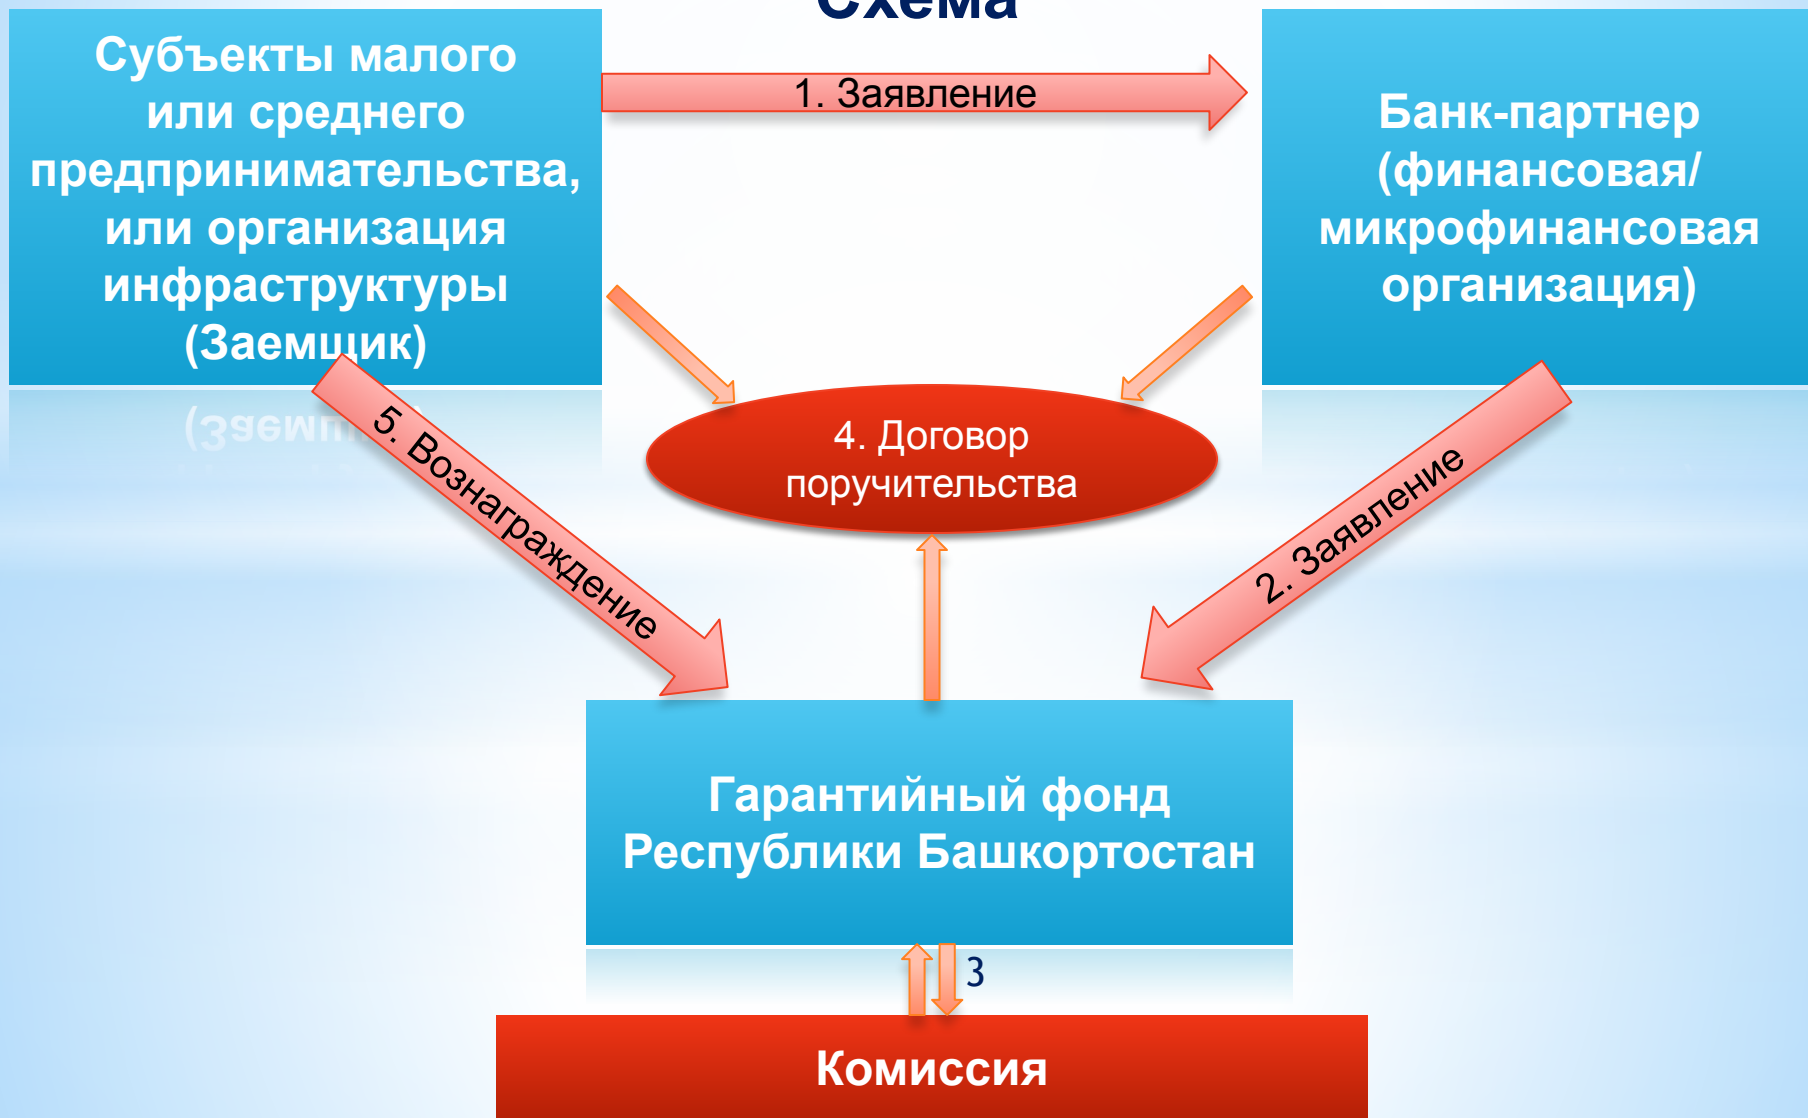 Схема
Субъекты малого
или среднего
предпринимательства,
или организация
инфраструктуры
(Заемщик)
1. Заявление
Банк-партнер
(финансовая/
микрофинансовая
организация)
5. Вознаграждение
4. Договор
поручительства
2. Заявление
Гарантийный фонд
Республики Башкортостан
3
Комиссия